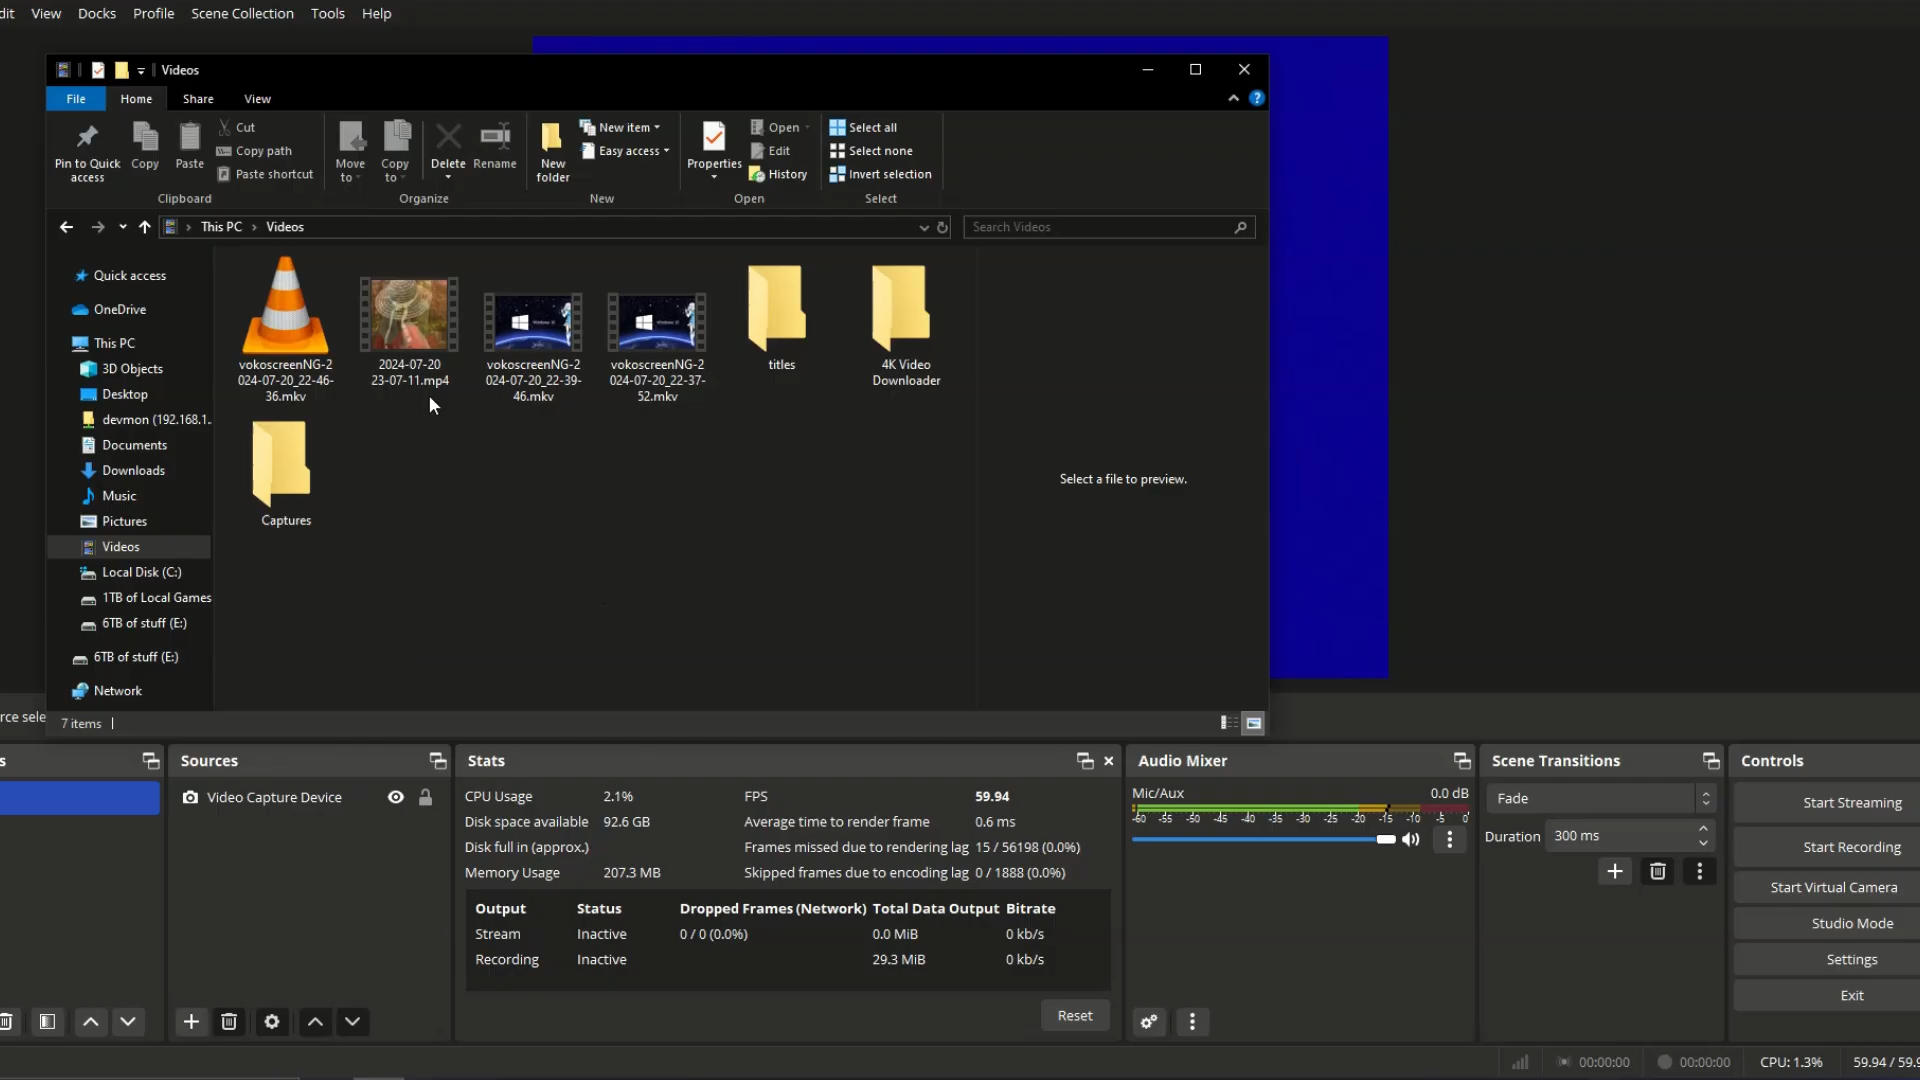 dit View Docks Profile Scene Collection Tools Help
Videos
File Home Share View
Pin to Quick access
Copy
Paste
Cut
Copy path
Paste shortcut
Clipboard
Move to
Copy to
Delete
Rename
Organize
New folder
New item
Easy access
New
Properties
Open
Edit
History
Open
Select all
Select none
Invert selection
Select
This PC > Videos
Search Videos
Quick access
OneDrive
This PC
3D Objects
Desktop
devmon (192.168.1..
Documents
Downloads
Music
Pictures
Videos
Local Disk (C:)
1TB of Local Games
6TB of stuff (E:)
6TB of stuff (E:)
Network
vokoscreenNG-2
024-07-20_22-46-
36.mkv
2024-07-20
23-07-11.mp4
vokoscreenNG-2
024-07-20_22-39-
46.mkv
vokoscreenNG-2
024-07-20_22-37-
52.mkv
titles
4K Video
Downloader
Captures
Select a file to preview.
7 items
rce sele
s
Sources
Video Capture Device
Stats
CPU Usage 2.1% FPS 59.94
Disk space available 92.6 GB Average time to render frame 0.6 ms
Disk full in (approx.) Frames missed due to rendering lag 15 / 56198 (0.0%)
Memory Usage 207.3 MB Skipped frames due to encoding lag 0 / 1888 (0.0%)
Output Status Dropped Frames (Network) Total Data Output Bitrate
Stream Inactive 0 / 0 (0.0%) 0.0 MiB 0 kb/s
Recording Inactive 29.3 MiB 0 kb/s
Reset
Audio Mixer
Mic/Aux 0.0 dB
-60 -55 -50 -45 -40 -35 -30 -25 -20 -15 -10 -5 0
Scene Transitions
Fade
Duration 300 ms
Controls
Start Streaming
Start Recording
Start Virtual Camera
Studio Mode
Settings
Exit
00:00:00 00:00:00 CPU: 1.3% 59.94 / 59.9